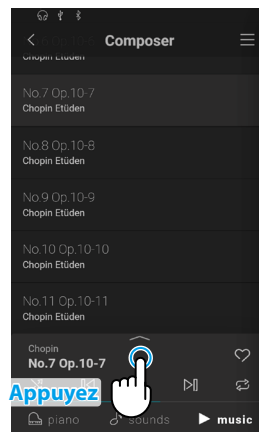 Composer
Chopin Etüden
No.7 Op.10-7
Chopin Etüden
No.8 Op.10-8
Chopin Etüden
No.9 Op.10-9
Chopin Etüden
No.10 Op.10-10
Chopin Etüden
No.11 Op.10-11
Chopin Etüden
Chopin
No.7 Op.10-7
Appuyez
piano sounds music